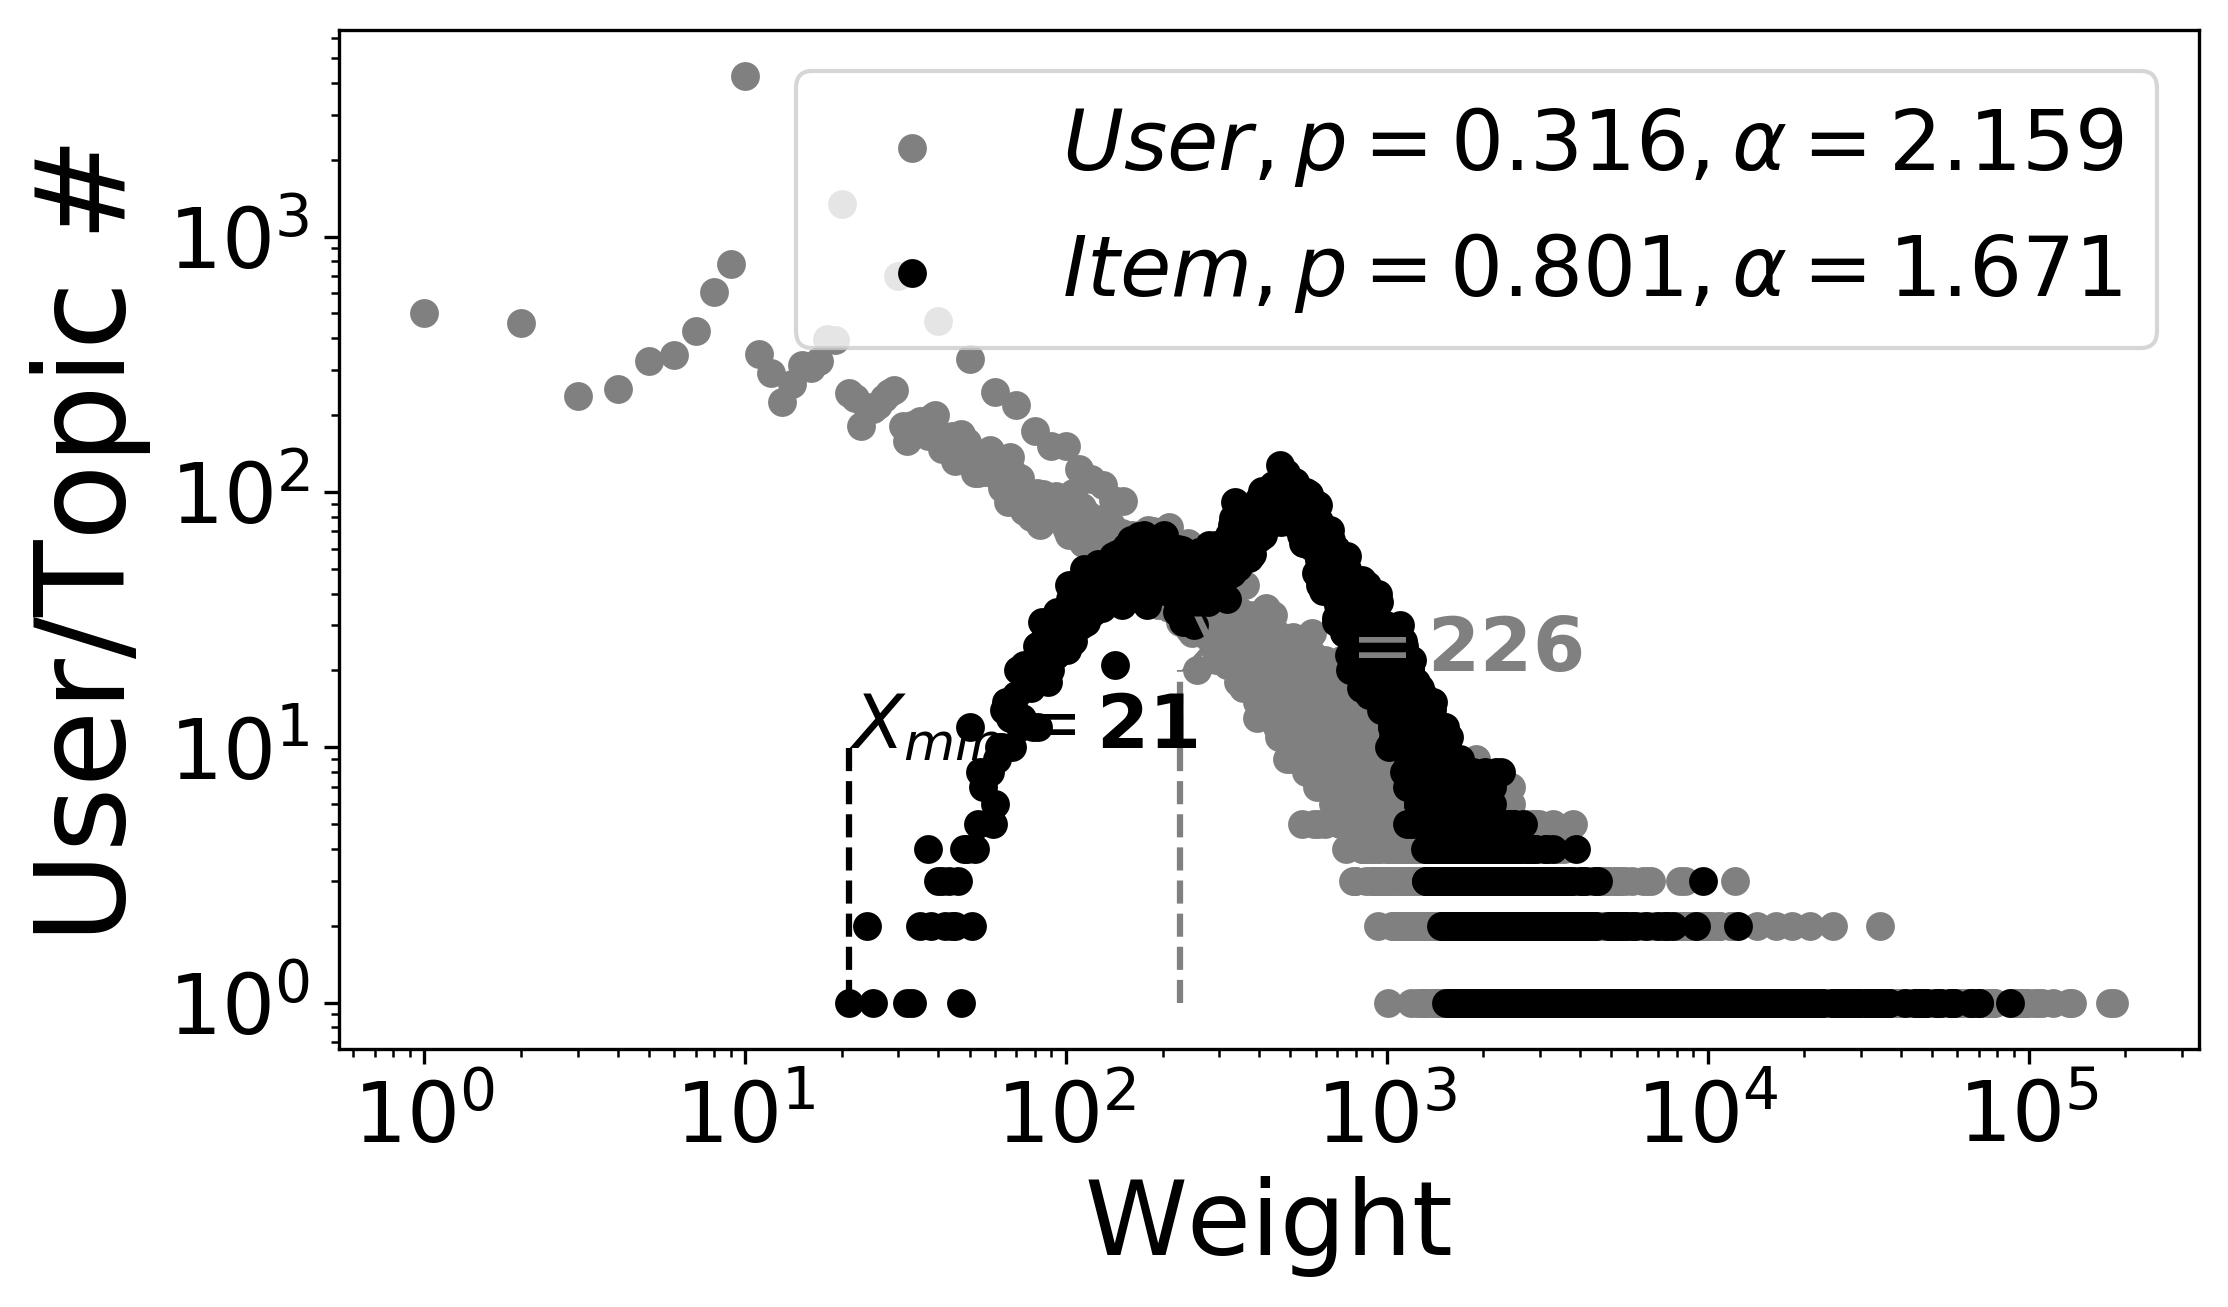 User/Topic #
10³
10²
10¹
10⁰
User, p = 0.316, α = 2.159
Item, p = 0.801, α = 1.671
= 226
X_min = 21
10⁰ 10¹ 10² 10³ 10⁴ 10⁵
Weight